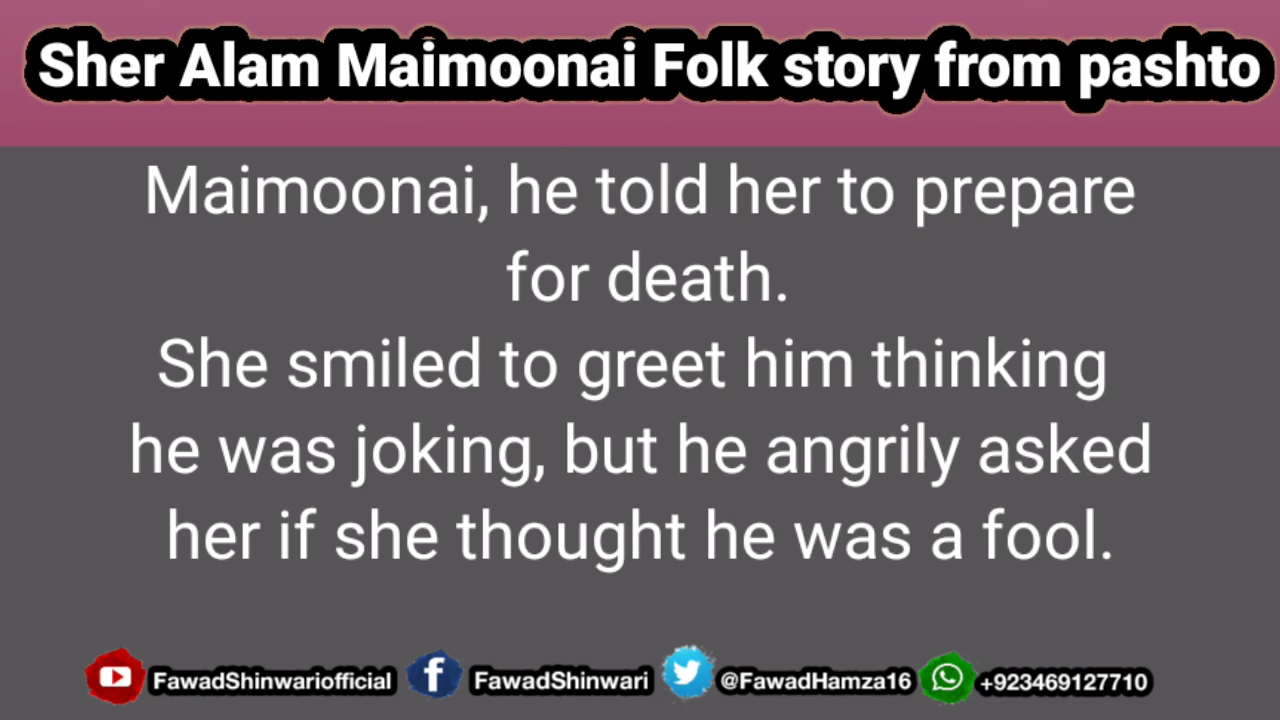 Sher Alam Maimoonai Folk story from pashto
Maimoonai, he told her to prepare
for death.
She smiled to greet him thinking
he was joking, but he angrily asked
her if she thought he was a fool.
FawadShinwariofficial FawadShinwari @FawadHamza16 +923469127710